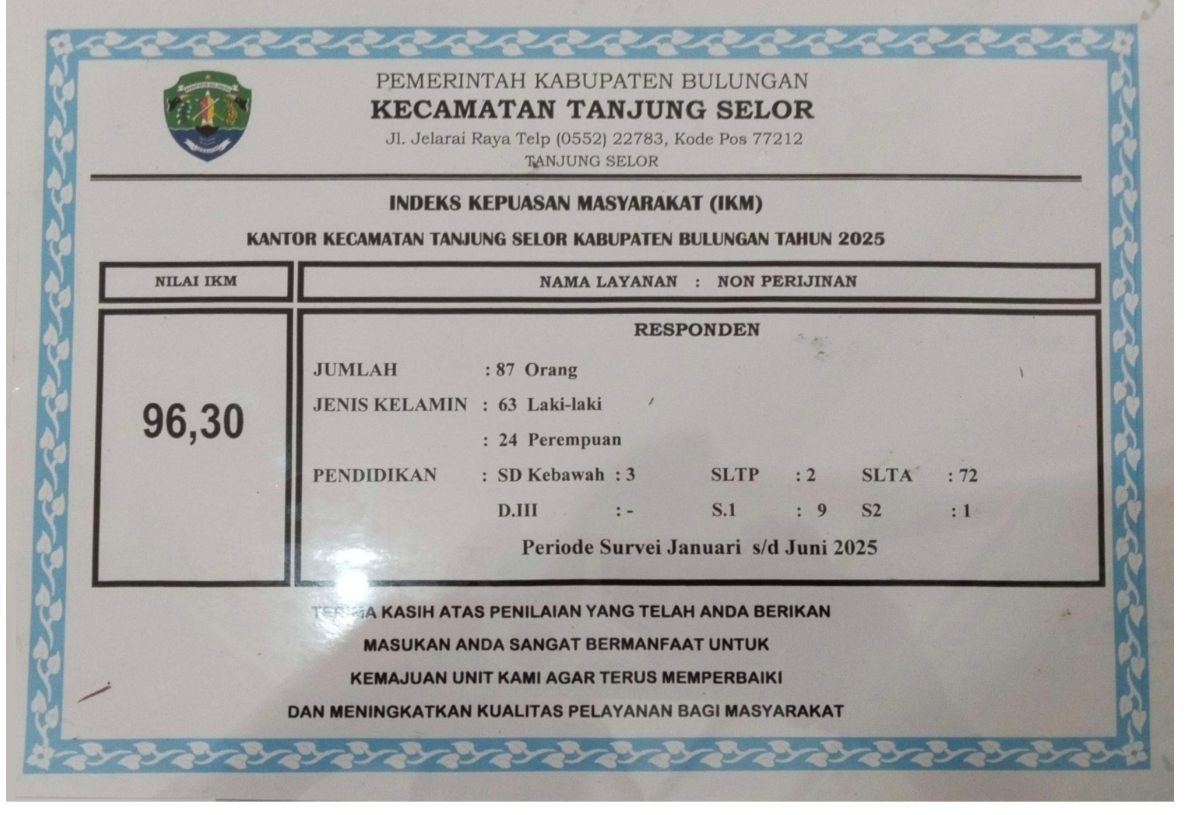 PEMERINTAH KABUPATEN BULUNGAN
KECAMATAN TANJUNG SELOR
Jl. Jelarai Raya Telp (0552) 22783, Kode Pos 77212
TANJUNG SELOR
INDEKS KEPUASAN MASYARAKAT (IKM)
KANTOR KECAMATAN TANJUNG SELOR KABUPATEN BULUNGAN TAHUN 2025
NILAI IKM
NAMA LAYANAN : NON PERIJINAN
96,30
RESPONDEN
JUMLAH : 87 Orang
JENIS KELAMIN : 63 Laki-laki
: 24 Perempuan
PENDIDIKAN : SD Kebawah : 3 SLTP : 2 SLTA : 72
D.III : - S.1 : 9 S2 : 1
Periode Survei Januari s/d Juni 2025
TERIMA KASIH ATAS PENILAIAN YANG TELAH ANDA BERIKAN
MASUKAN ANDA SANGAT BERMANFAAT UNTUK
KEMAJUAN UNIT KAMI AGAR TERUS MEMPERBAIKI
DAN MENINGKATKAN KUALITAS PELAYANAN BAGI MASYARAKAT